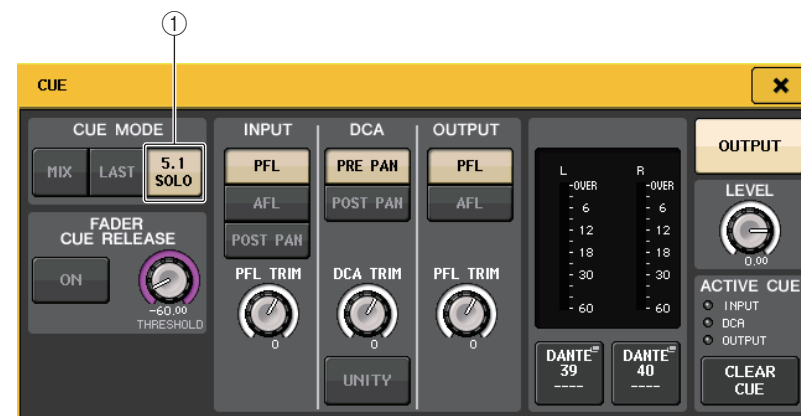 ①
CUE
CUE MODE
MIX
LAST
5.1
SOLO
FADER
CUE RELEASE
ON
-60.00
THRESHOLD
INPUT
PFL
AFL
POST PAN
PFL TRIM
0
DCA
PRE PAN
POST PAN
DCA TRIM
0
UNITY
OUTPUT
PFL
AFL
PFL TRIM
0
L R
-OVER -OVER
- 6 - 6
- 12 - 12
- 18 - 18
- 30 - 30
- 60 - 60
DANTE
39
----
DANTE
40
----
OUTPUT
LEVEL
0.00
ACTIVE CUE
INPUT
DCA
OUTPUT
CLEAR
CUE